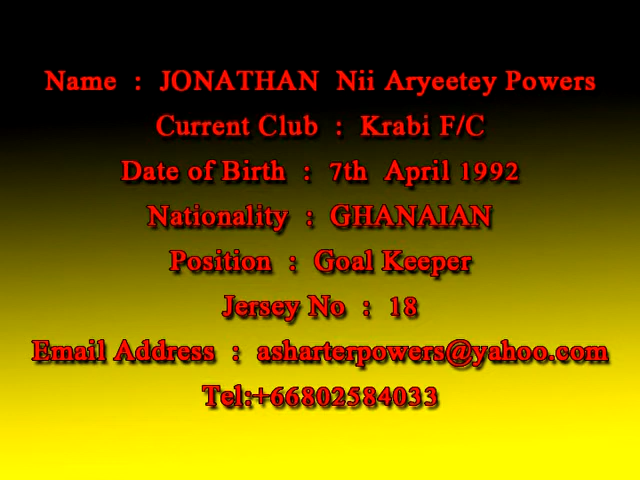 Name : JONATHAN Nii Aryeetey Powers
Current Club : Krabi F/C
Date of Birth : 7th April 1992
Nationality : GHANAIAN
Position : Goal Keeper
Jersey No : 18
Email Address : asharterpowers@yahoo.com
Tel:+66802584033